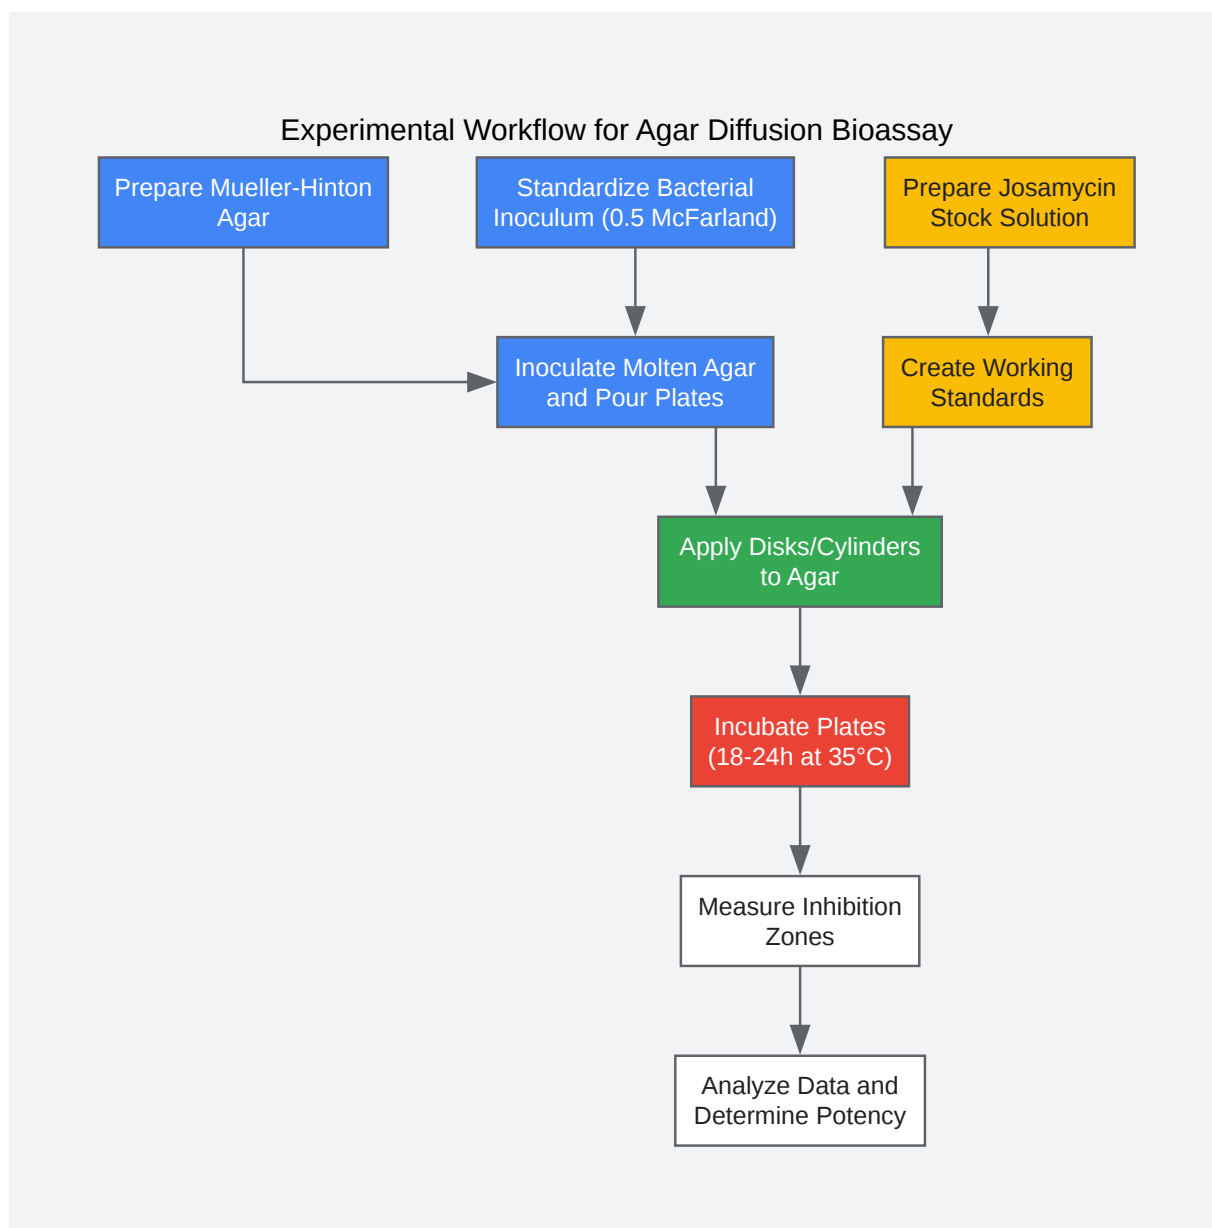 Experimental Workflow for Agar Diffusion Bioassay
Prepare Mueller-Hinton
Agar
Standardize Bacterial
Inoculum (0.5 McFarland)
Prepare Josamycin
Stock Solution
Inoculate Molten Agar
and Pour Plates
Create Working
Standards
Apply Disks/Cylinders
to Agar
Incubate Plates
(18-24h at 35°C)
Measure Inhibition
Zones
Analyze Data and
Determine Potency